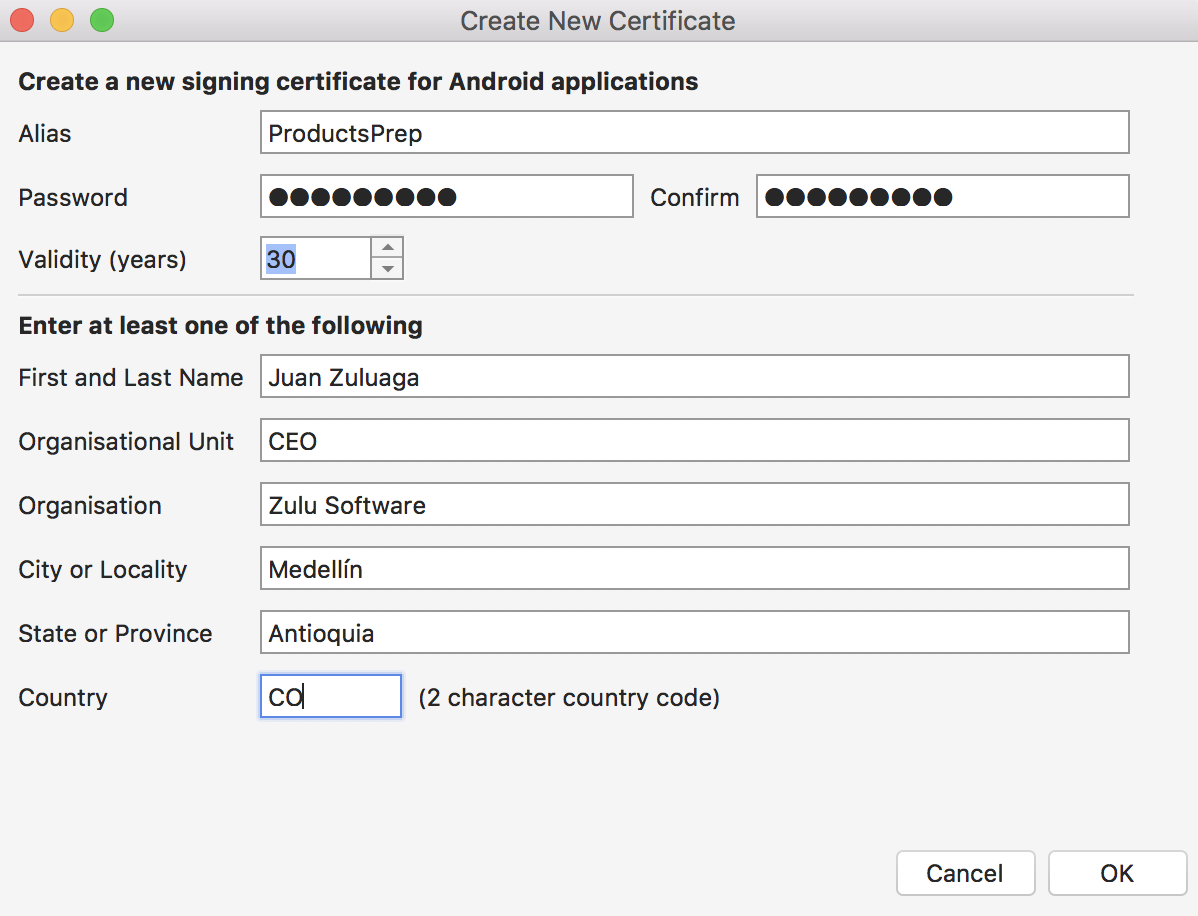 Create New Certificate
Create a new signing certificate for Android applications
Alias ProductsPrep
Password ●●●●●●●●● Confirm ●●●●●●●●●
Validity (years) 30
Enter at least one of the following
First and Last Name Juan Zuluaga
Organisational Unit CEO
Organisation Zulu Software
City or Locality Medellín
State or Province Antioquia
Country CO (2 character country code)
Cancel OK